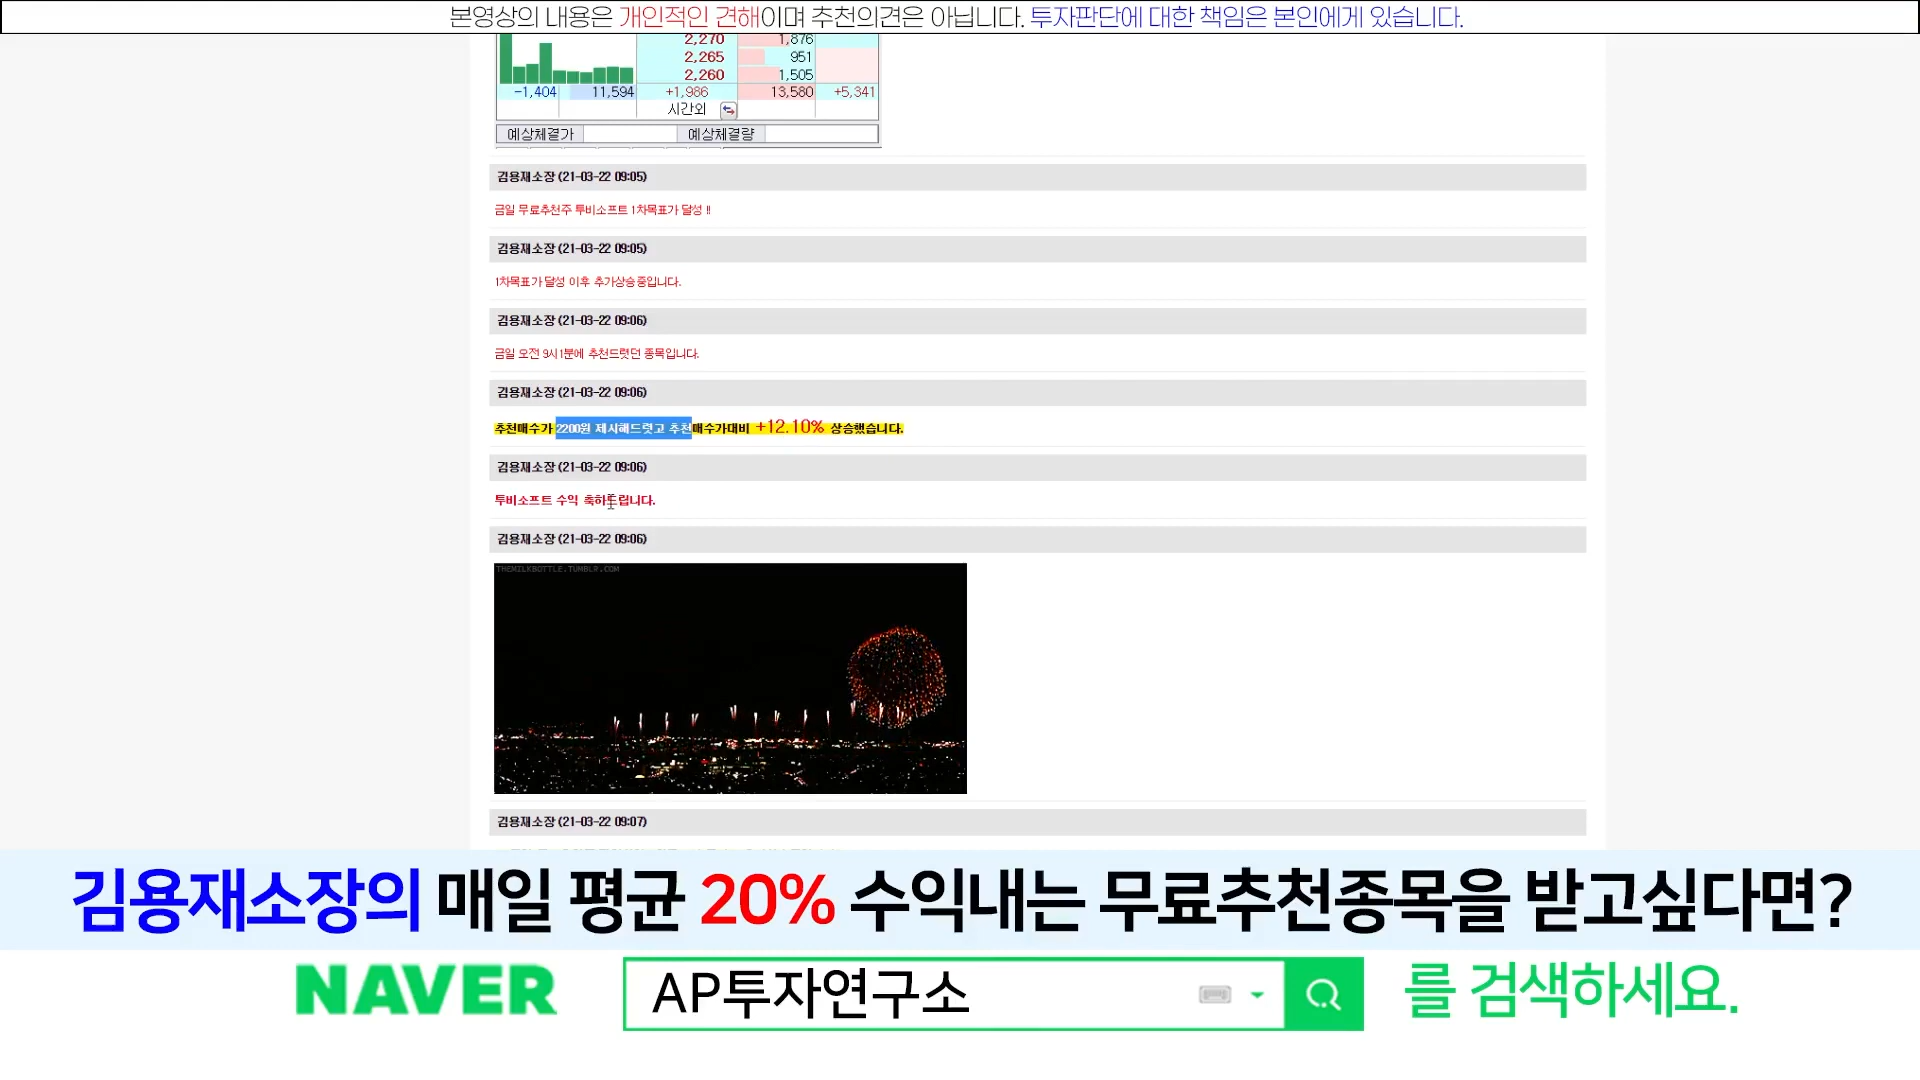 본영상의 내용은 개인적인 견해이며 추천의견은 아닙니다. 투자판단에 대한 책임은 본인에게 있습니다.
2,270 1,876
2,265 951
2,260 1,505
-1,404 11,594 +1,986 13,580 +5,341
시간외
예상체결가 예상체결량
김용재소장 (21-03-22 09:05)
금일 무료추천주 투비소프트 1차목표가 달성 !!
김용재소장 (21-03-22 09:05)
1차목표가 달성 이후 추가상승중입니다.
김용재소장 (21-03-22 09:06)
금일 오전 9시1분에 추천드렷던 종목입니다.
김용재소장 (21-03-22 09:06)
추천매수가 2200원 제시해드렷고 추천매수가대비 +12.10% 상승했습니다.
김용재소장 (21-03-22 09:06)
투비소프트 수익 축하드립니다.
김용재소장 (21-03-22 09:06)
THEMILKBOTTLE.TUMBLR.COM
김용재소장 (21-03-22 09:07)
김용재소장의 매일 평균 20% 수익내는 무료추천종목을 받고싶다면?
NAVER AP투자연구소 를 검색하세요.